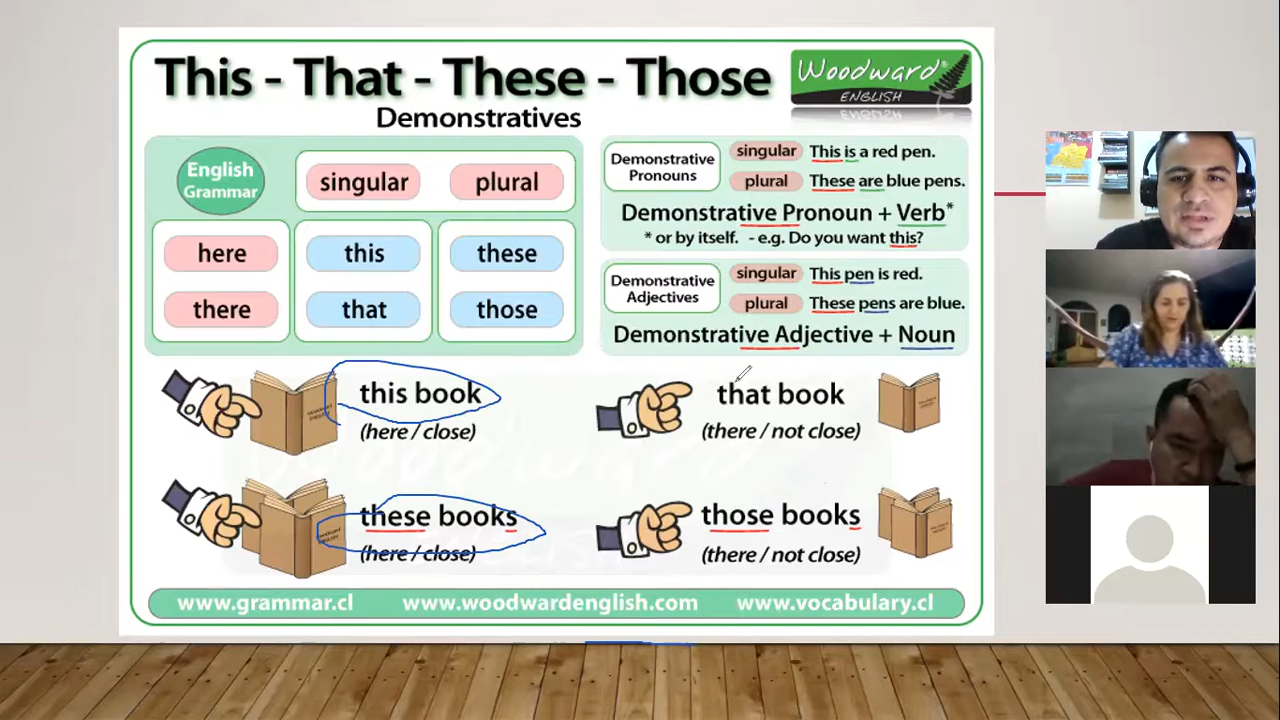 This - That - These - Those
Demonstratives
Woodward®
ENGLISH
English
Grammar
singular
plural
here
this
these
there
that
those
Demonstrative
Pronouns
singular
This is a red pen.
plural
These are blue pens.
Demonstrative Pronoun + Verb*
* or by itself. - e.g. Do you want this?
Demonstrative
Adjectives
singular
This pen is red.
plural
These pens are blue.
Demonstrative Adjective + Noun
this book
(here / close)
that book
(there / not close)
these books
(here / close)
those books
(there / not close)
www.grammar.cl
www.woodwardenglish.com
www.vocabulary.cl